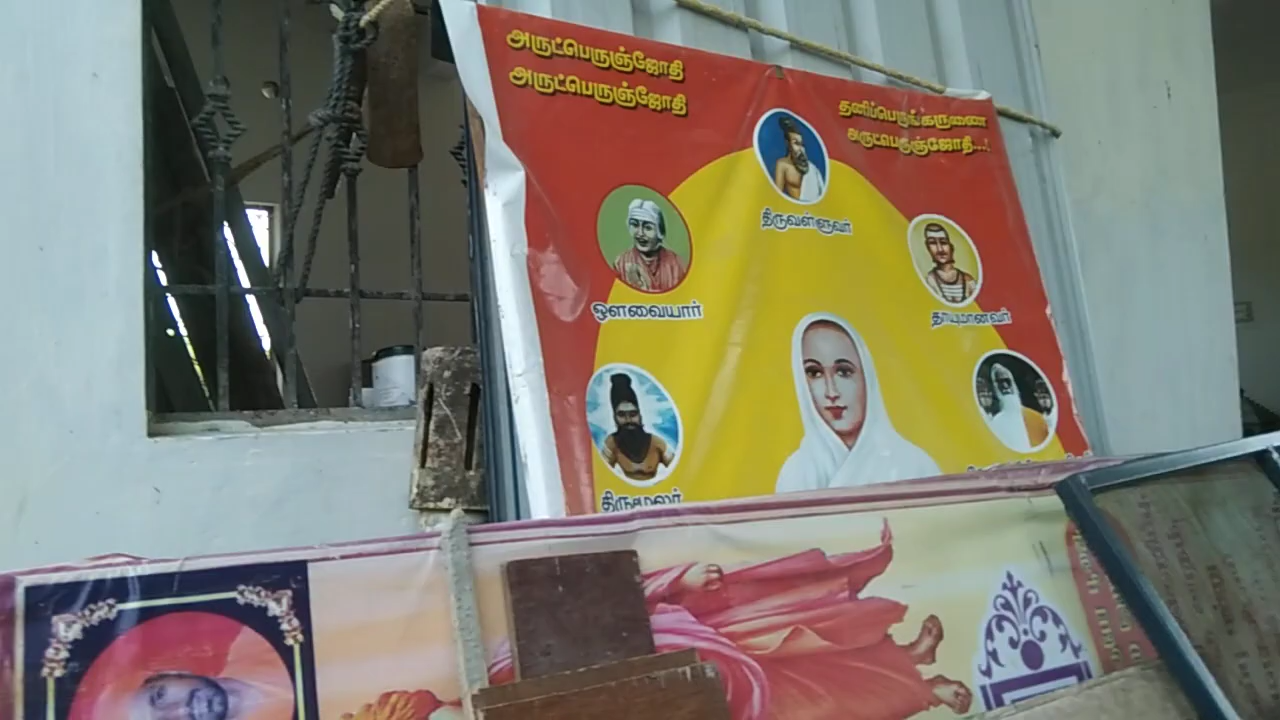 அருட்பெருஞ்ஜோதி
அருட்பெருஞ்ஜோதி
தனிப்பெருங்கருணை
அருட்பெருஞ்ஜோதி...!
திருவள்ளுவர்
ஔவையார்
தாயுமானவர்
திருமூலர்